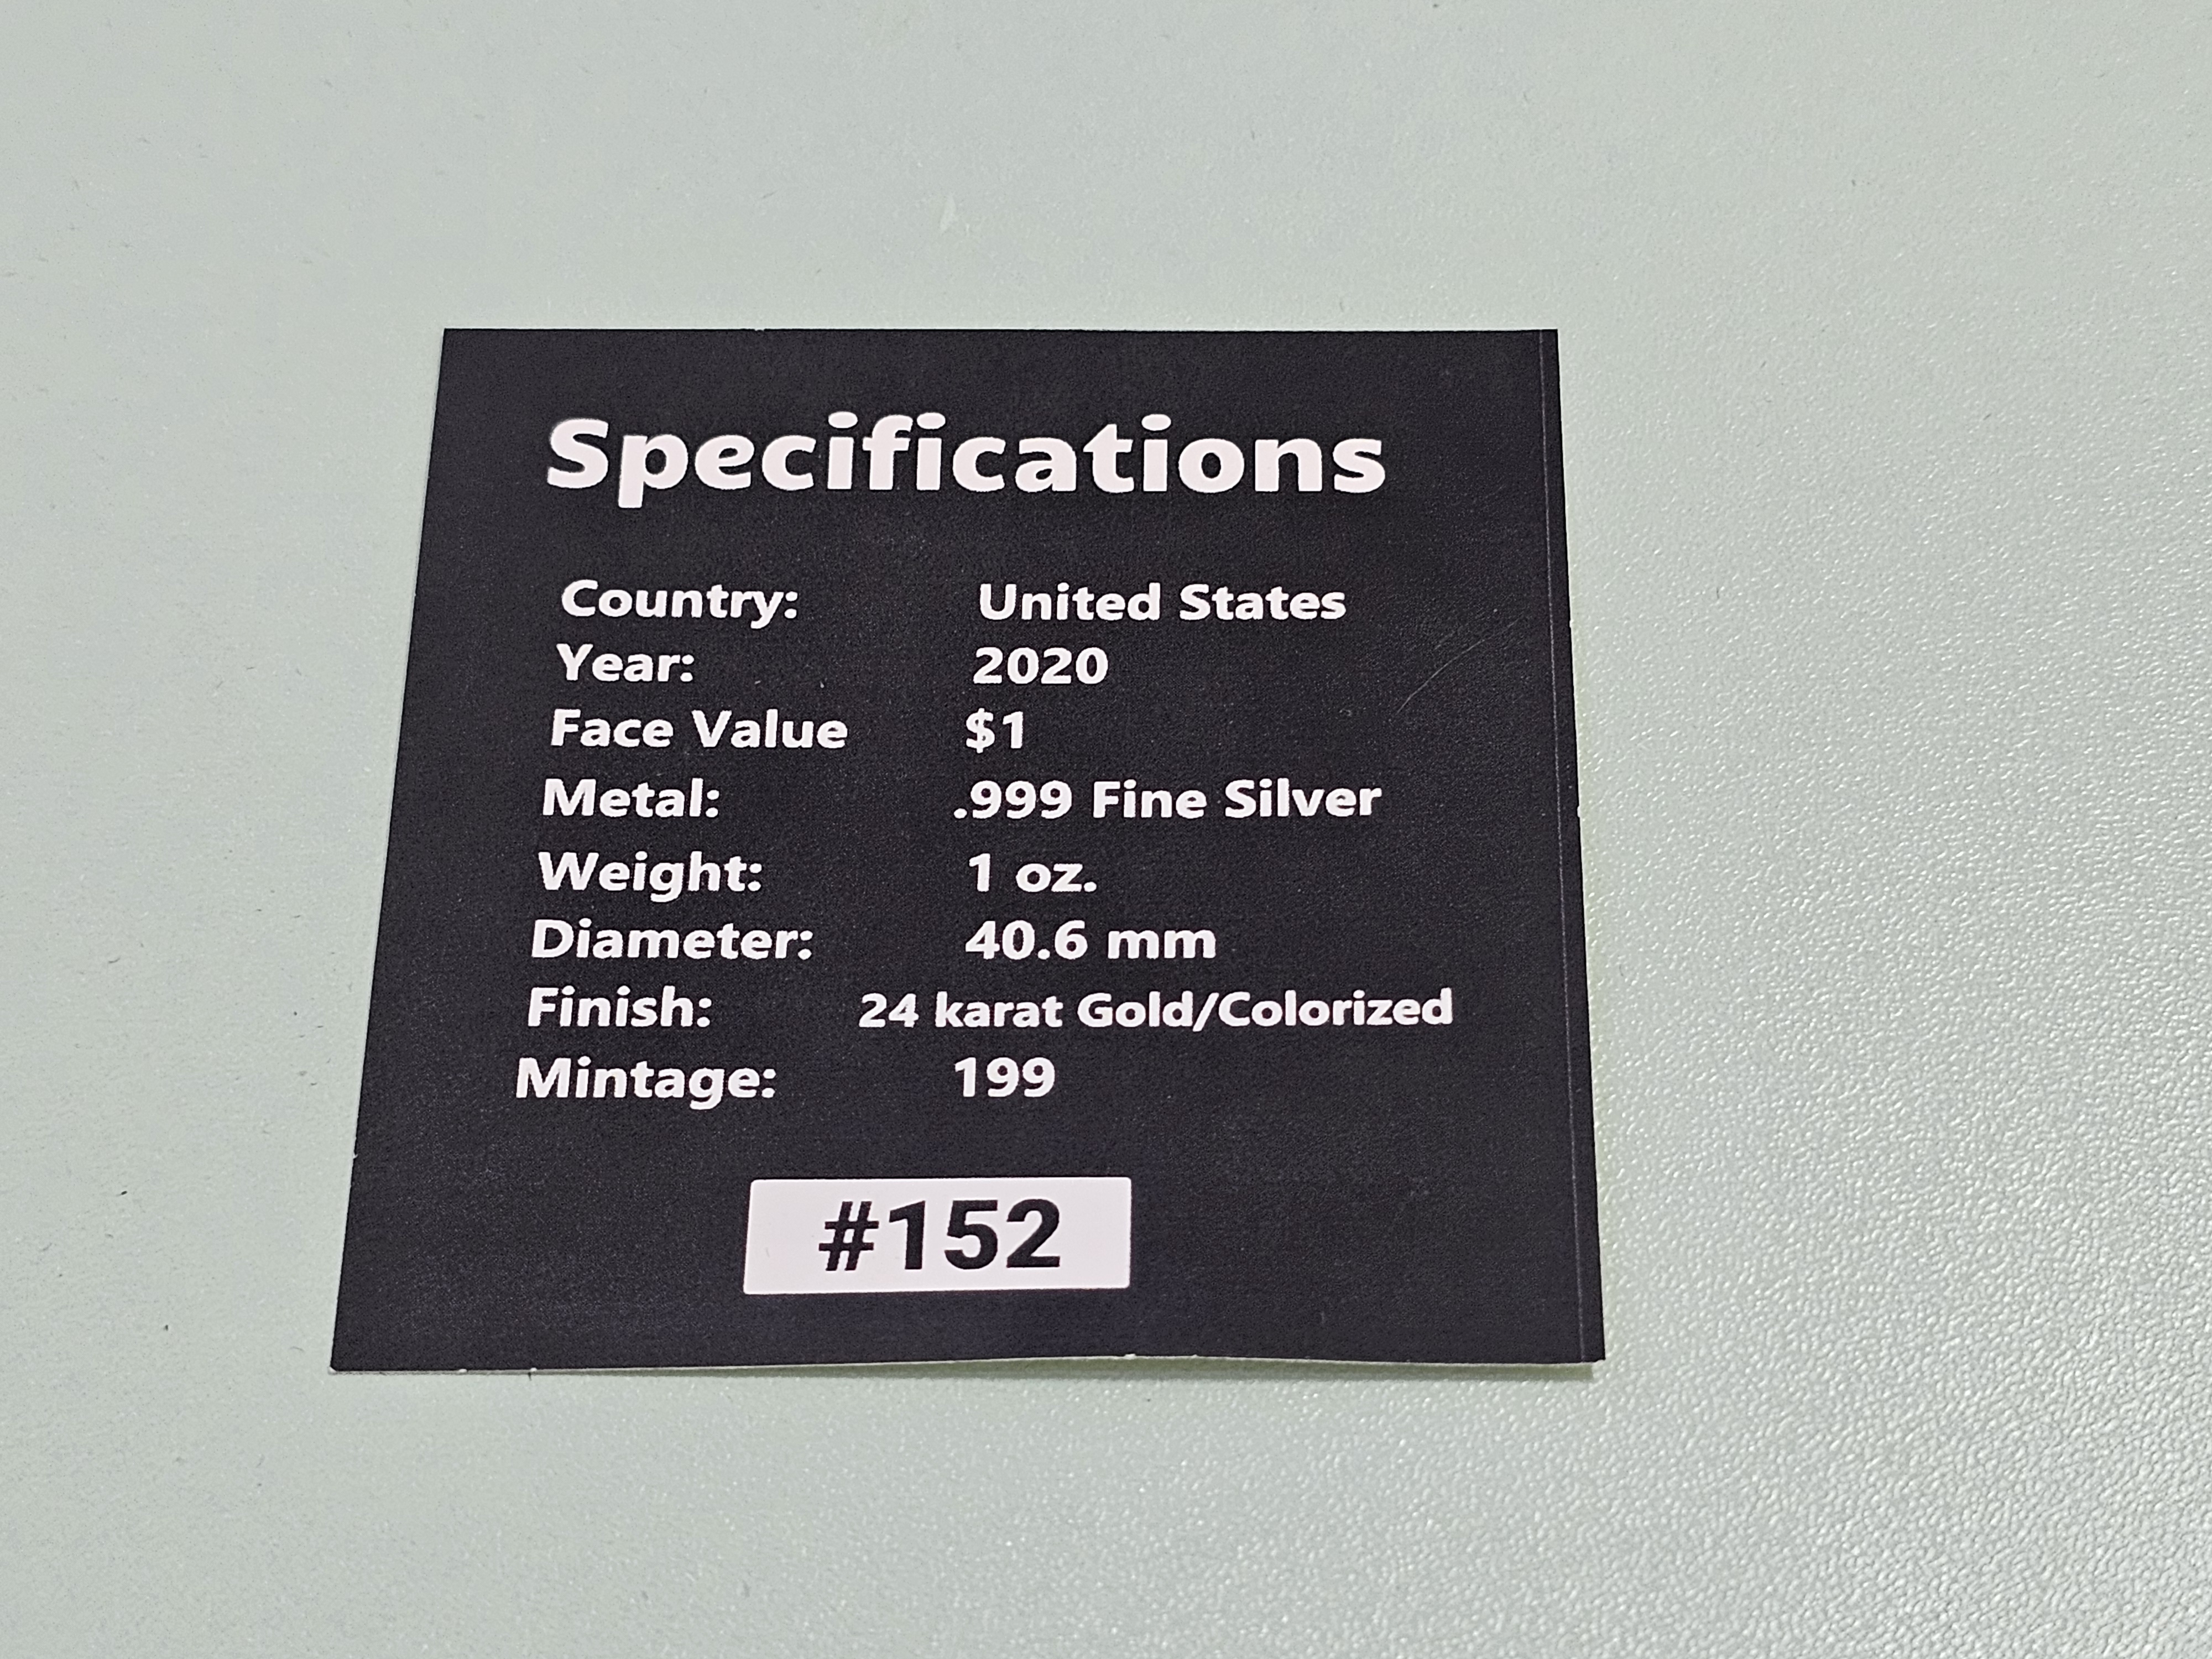 Specifications
Country: United States
Year: 2020
Face Value $1
Metal: .999 Fine Silver
Weight: 1 oz.
Diameter: 40.6 mm
Finish: 24 karat Gold/Colorized
Mintage: 199
#152